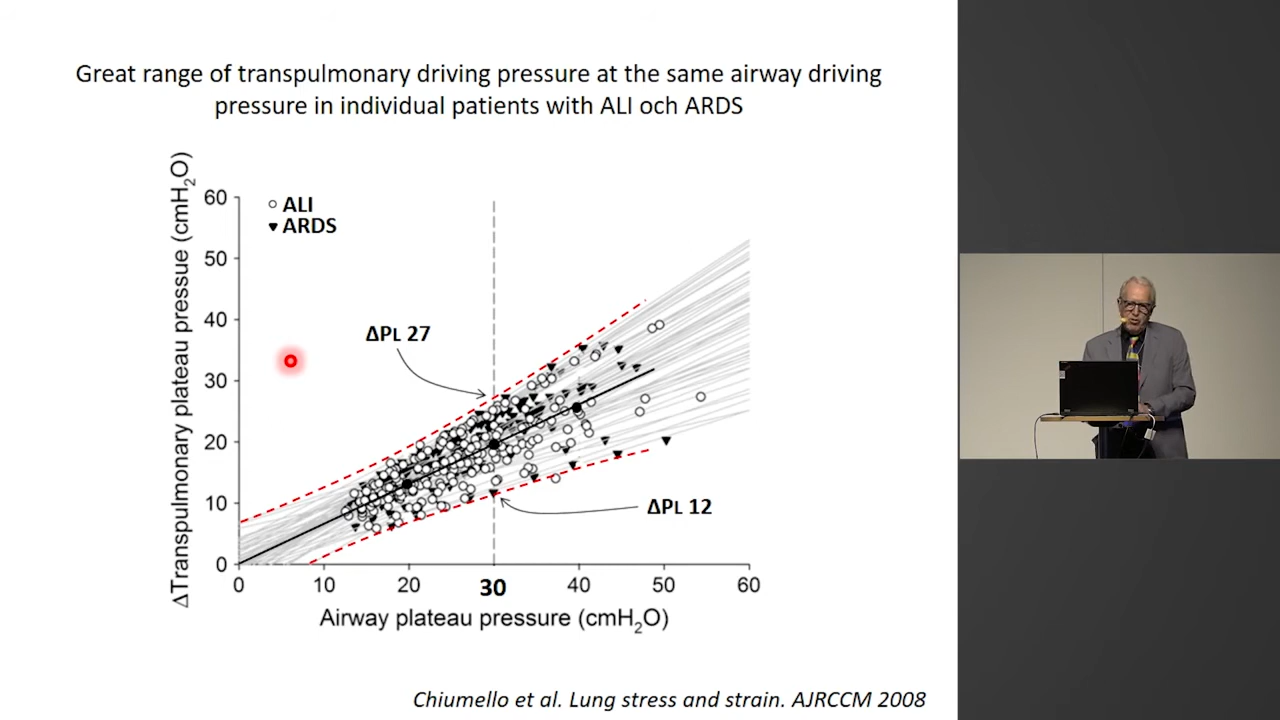 Great range of transpulmonary driving pressure at the same airway driving
pressure in individual patients with ALI och ARDS
ΔTranspulmonary plateau pressue (cmH₂O)
60
50
40
30
20
10
0
ALI
ARDS
ΔPL 27
ΔPL 12
0 10 20 30 40 50 60
Airway plateau pressure (cmH₂O)
Chiumello et al. Lung stress and strain. AJRCCM 2008